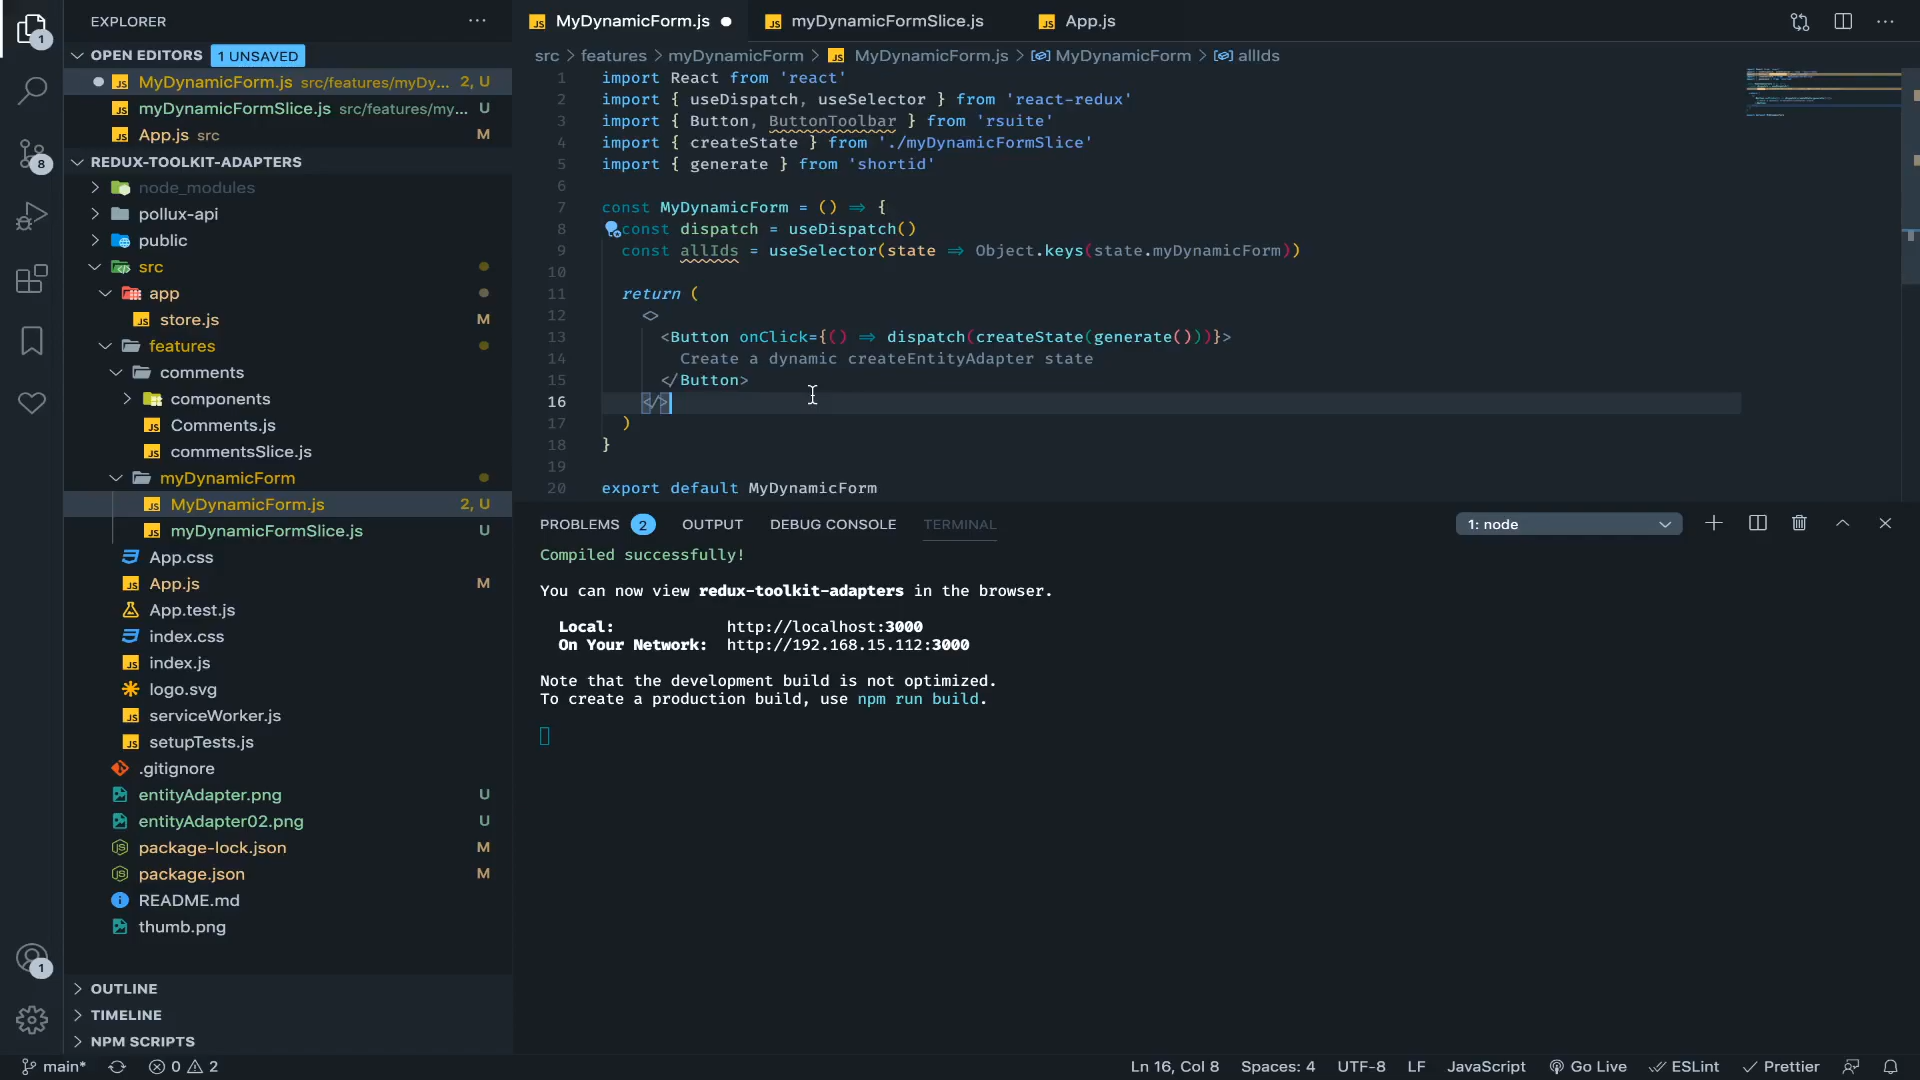 EXPLORER
OPEN EDITORS 1 UNSAVED
MyDynamicForm.js src/features/myDy... 2, U
myDynamicFormSlice.js src/features/my... U
App.js src M
REDUX-TOOLKIT-ADAPTERS
node_modules
pollux-api
public
src
app
store.js M
features
comments
components
Comments.js
commentsSlice.js
myDynamicForm
MyDynamicForm.js 2, U
myDynamicFormSlice.js U
App.css
App.js M
App.test.js
index.css
index.js
logo.svg
serviceWorker.js
setupTests.js
.gitignore
entityAdapter.png U
entityAdapter02.png U
package-lock.json M
package.json M
README.md
thumb.png
OUTLINE
TIMELINE
NPM SCRIPTS
1
8
1
MyDynamicForm.js myDynamicFormSlice.js App.js
src > features > myDynamicForm > MyDynamicForm.js > MyDynamicForm > allIds
1 import React from 'react'
2 import { useDispatch, useSelector } from 'react-redux'
3 import { Button, ButtonToolbar } from 'rsuite'
4 import { createState } from './myDynamicFormSlice'
5 import { generate } from 'shortid'
6
7 const MyDynamicForm = () => {
8 const dispatch = useDispatch()
9 const allIds = useSelector(state => Object.keys(state.myDynamicForm))
10
11 return (
12 <>
13 <Button onClick={() => dispatch(createState(generate()))}>
14 Create a dynamic createEntityAdapter state
15 </Button>
16 </>
17 )
18 }
19
20 export default MyDynamicForm
PROBLEMS 2 OUTPUT DEBUG CONSOLE TERMINAL 1: node
Compiled successfully!
You can now view redux-toolkit-adapters in the browser.
Local: http://localhost:3000
On Your Network: http://192.168.15.112:3000
Note that the development build is not optimized.
To create a production build, use npm run build.
main* 0 2 Ln 16, Col 8 Spaces: 4 UTF-8 LF JavaScript Go Live ESLint Prettier